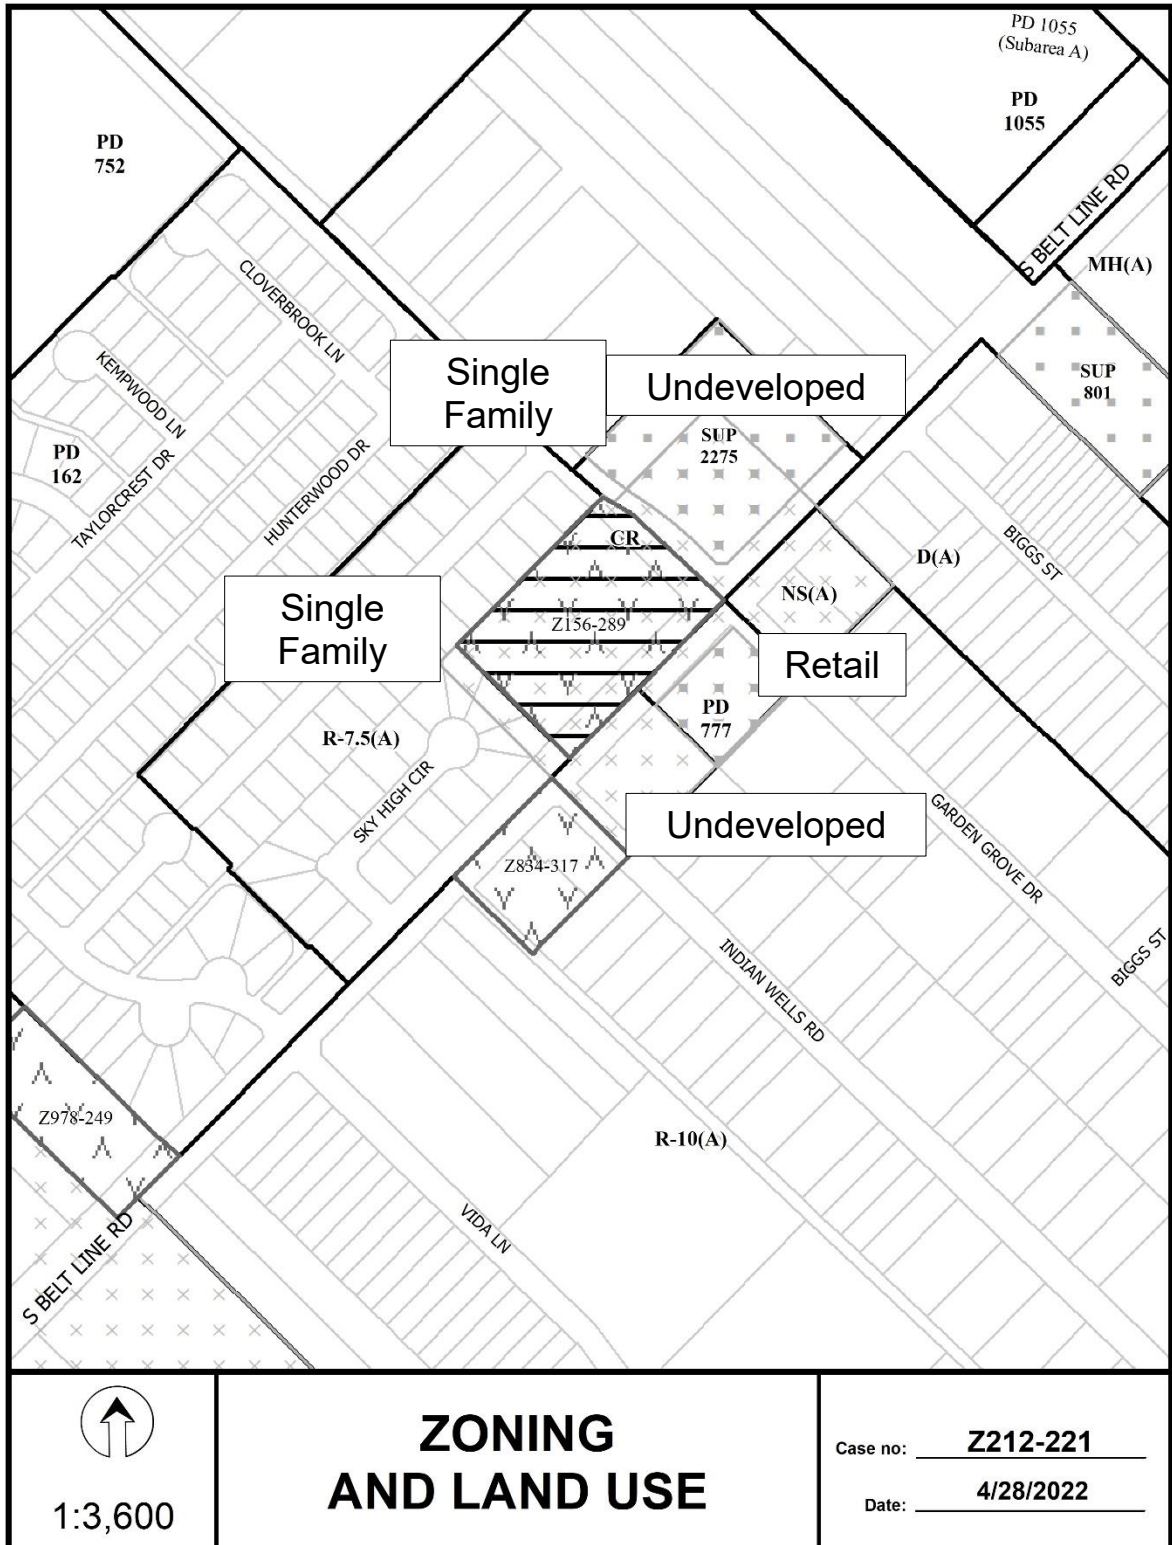 PD 1055
(Subarea A)
PD
1055
PD
752
S BELT LINE RD
MH(A)
CLOVERBROOK LN
KEMPWOOD LN
Single
Family
Undeveloped
SUP
801
SUP
2275
PD
162
TAYLORCREST DR
HUNTERWOOD DR
CR
BIGGS ST
D(A)
NS(A)
Single
Family
Z156-289
Retail
PD
777
R-7.5(A)
SKY HIGH CIR
Undeveloped
GARDEN GROVE DR
Z834-317
INDIAN WELLS RD
BIGGS ST
Z978-249
R-10(A)
VIDA LN
S BELT LINE RD
1:3,600
ZONING
AND LAND USE
Case no: Z212-221
Date: 4/28/2022